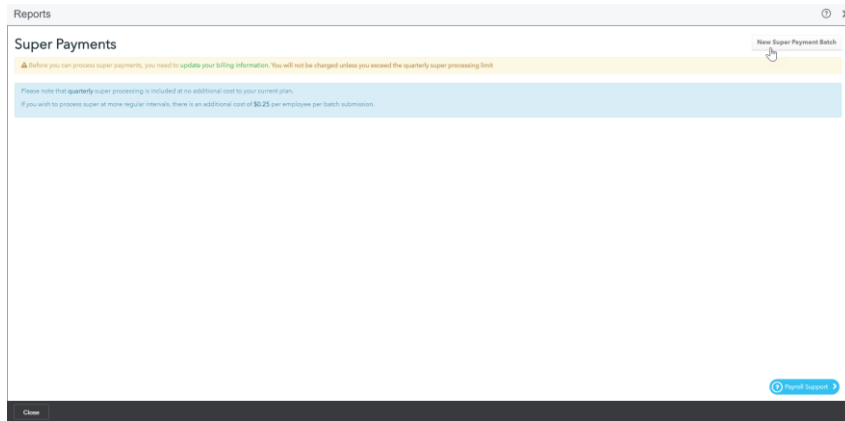 Reports
Super Payments
New Super Payment Batch
Before you can process super payments, you need to update your billing information. You will not be charged unless you exceed the quarterly super processing limit
Please note that quarterly super processing is included at no additional cost to your current plan.
If you wish to process super at more regular intervals, there is an additional cost of $0.25 per employee per batch submission.
Payroll Support
Close